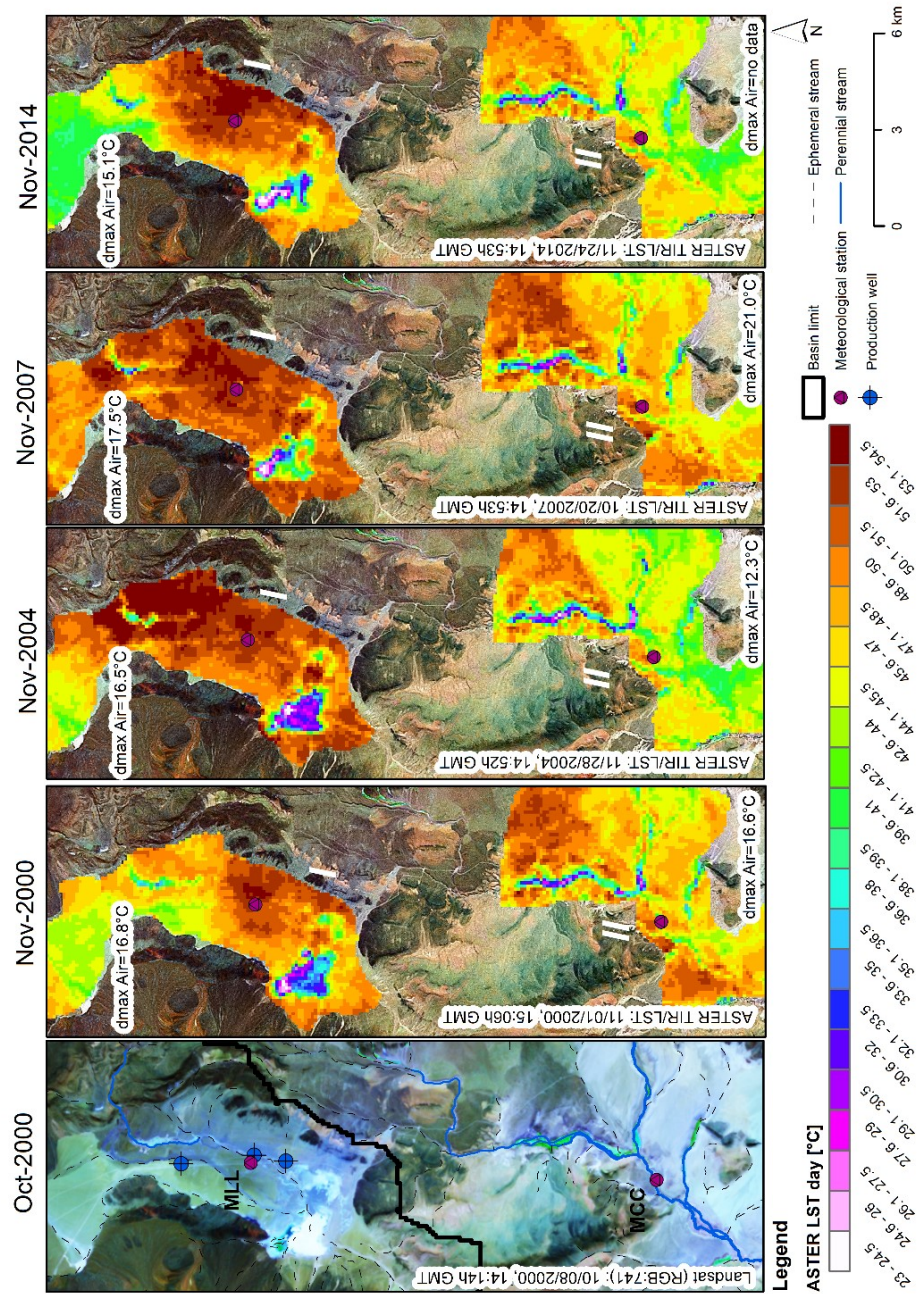 Oct-2000
Nov-2000
Nov-2004
Nov-2007
Nov-2014
MLL
MCC
Landsat (RGB:741): 10/08/2000, 14:14h GMT
dmax Air=16.8°C
I
II
ASTER TIR/LST: 11/01/2000, 15:06h GMT
dmax Air=16.6°C
dmax Air=16.5°C
I
II
ASTER TIR/LST: 11/28/2004, 14:52h GMT
dmax Air=12.3°C
dmax Air=17.5°C
I
II
ASTER TIR/LST: 10/20/2007, 14:53h GMT
dmax Air=21.0°C
dmax Air=15.1°C
I
II
ASTER TIR/LST: 11/24/2014, 14:53h GMT
dmax Air=no data
Legend
ASTER LST day [°C]
23 - 24.5
24.6 - 26
26.1 - 27.5
27.6 - 29
29.1 - 30.5
30.6 - 32
32.1 - 33.5
33.6 - 35
35.1 - 36.5
36.6 - 38
38.1 - 39.5
39.6 - 41
41.1 - 42.5
42.6 - 44
44.1 - 45.5
45.6 - 47
47.1 - 48.5
48.6 - 50
50.1 - 51.5
51.6 - 53
53.1 - 54.5
Basin limit
Meteorological station
Production well
Ephemeral stream
Perennial stream
0 3 6 km
N